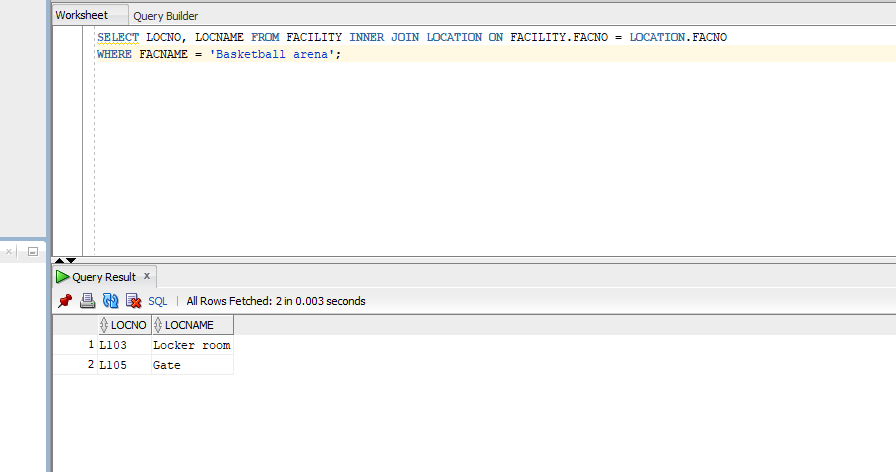 Worksheet Query Builder
SELECT LOCNO, LOCNAME FROM FACILITY INNER JOIN LOCATION ON FACILITY.FACNO = LOCATION.FACNO
WHERE FACNAME = 'Basketball arena';
Query Result x
SQL | All Rows Fetched: 2 in 0.003 seconds
LOCNO LOCNAME
1 L103 Locker room
2 L105 Gate